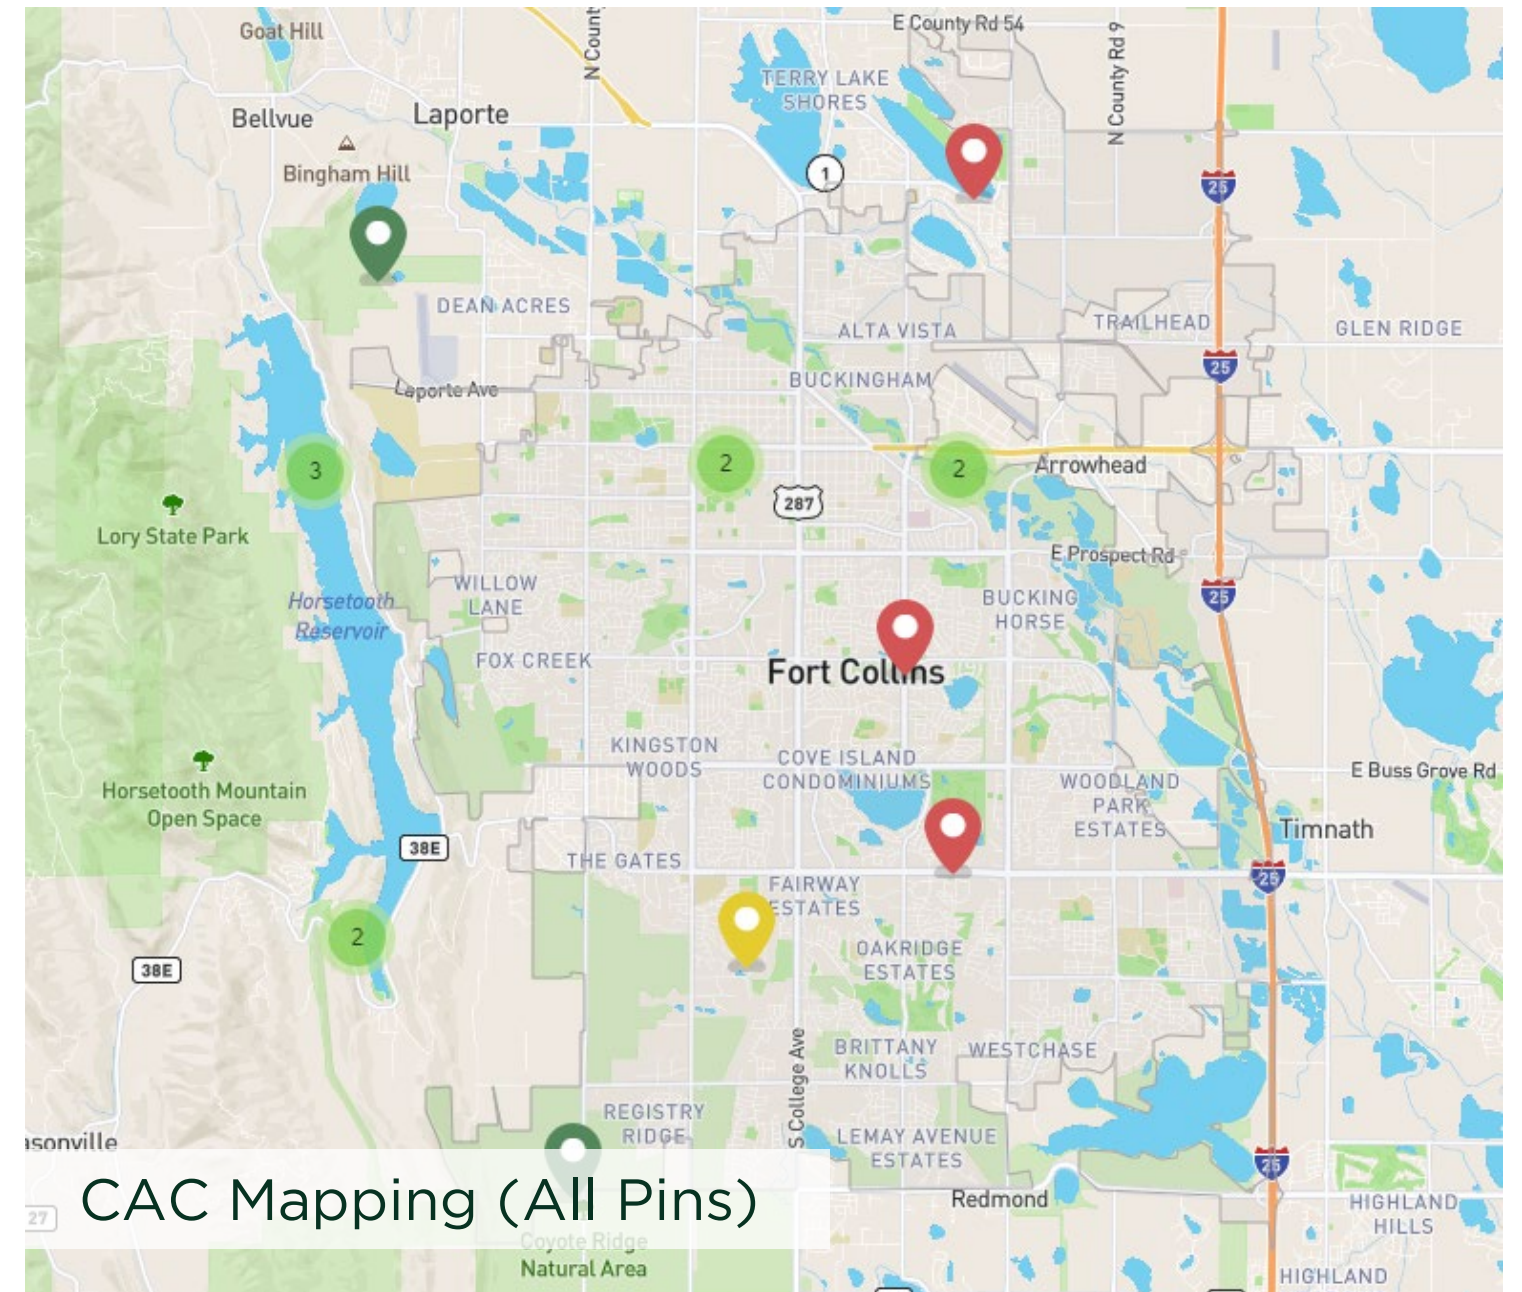 Goat Hill
N County
E County Rd 54
N County Rd 9
TERRY LAKE
SHORES
Bellvue
Laporte
Bingham Hill
1
25
DEAN ACRES
ALTA VISTA
TRAILHEAD
GLEN RIDGE
25
Laporte Ave
BUCKINGHAM
3
2
2
Arrowhead
287
Lory State Park
E Prospect Rd
WILLOW
LANE
Horsetooth
Reservoir
BUCKING
HORSE
25
FOX CREEK
Fort Collins
KINGSTON
WOODS
COVE ISLAND
CONDOMINIUMS
WOODLAND
PARK
ESTATES
E Buss Grove Rd
Horsetooth Mountain
Open Space
Timnath
38E
THE GATES
25
FAIRWAY
ESTATES
2
OAKRIDGE
ESTATES
38E
S College Ave
BRITTANY
KNOLLS
WESTCHASE
REGISTRY
RIDGE
LEMAY AVENUE
ESTATES
asonville
25
CAC Mapping (All Pins)
27
Redmond
HIGHLAND
HILLS
Coyote Ridge
Natural Area
HIGHLAND